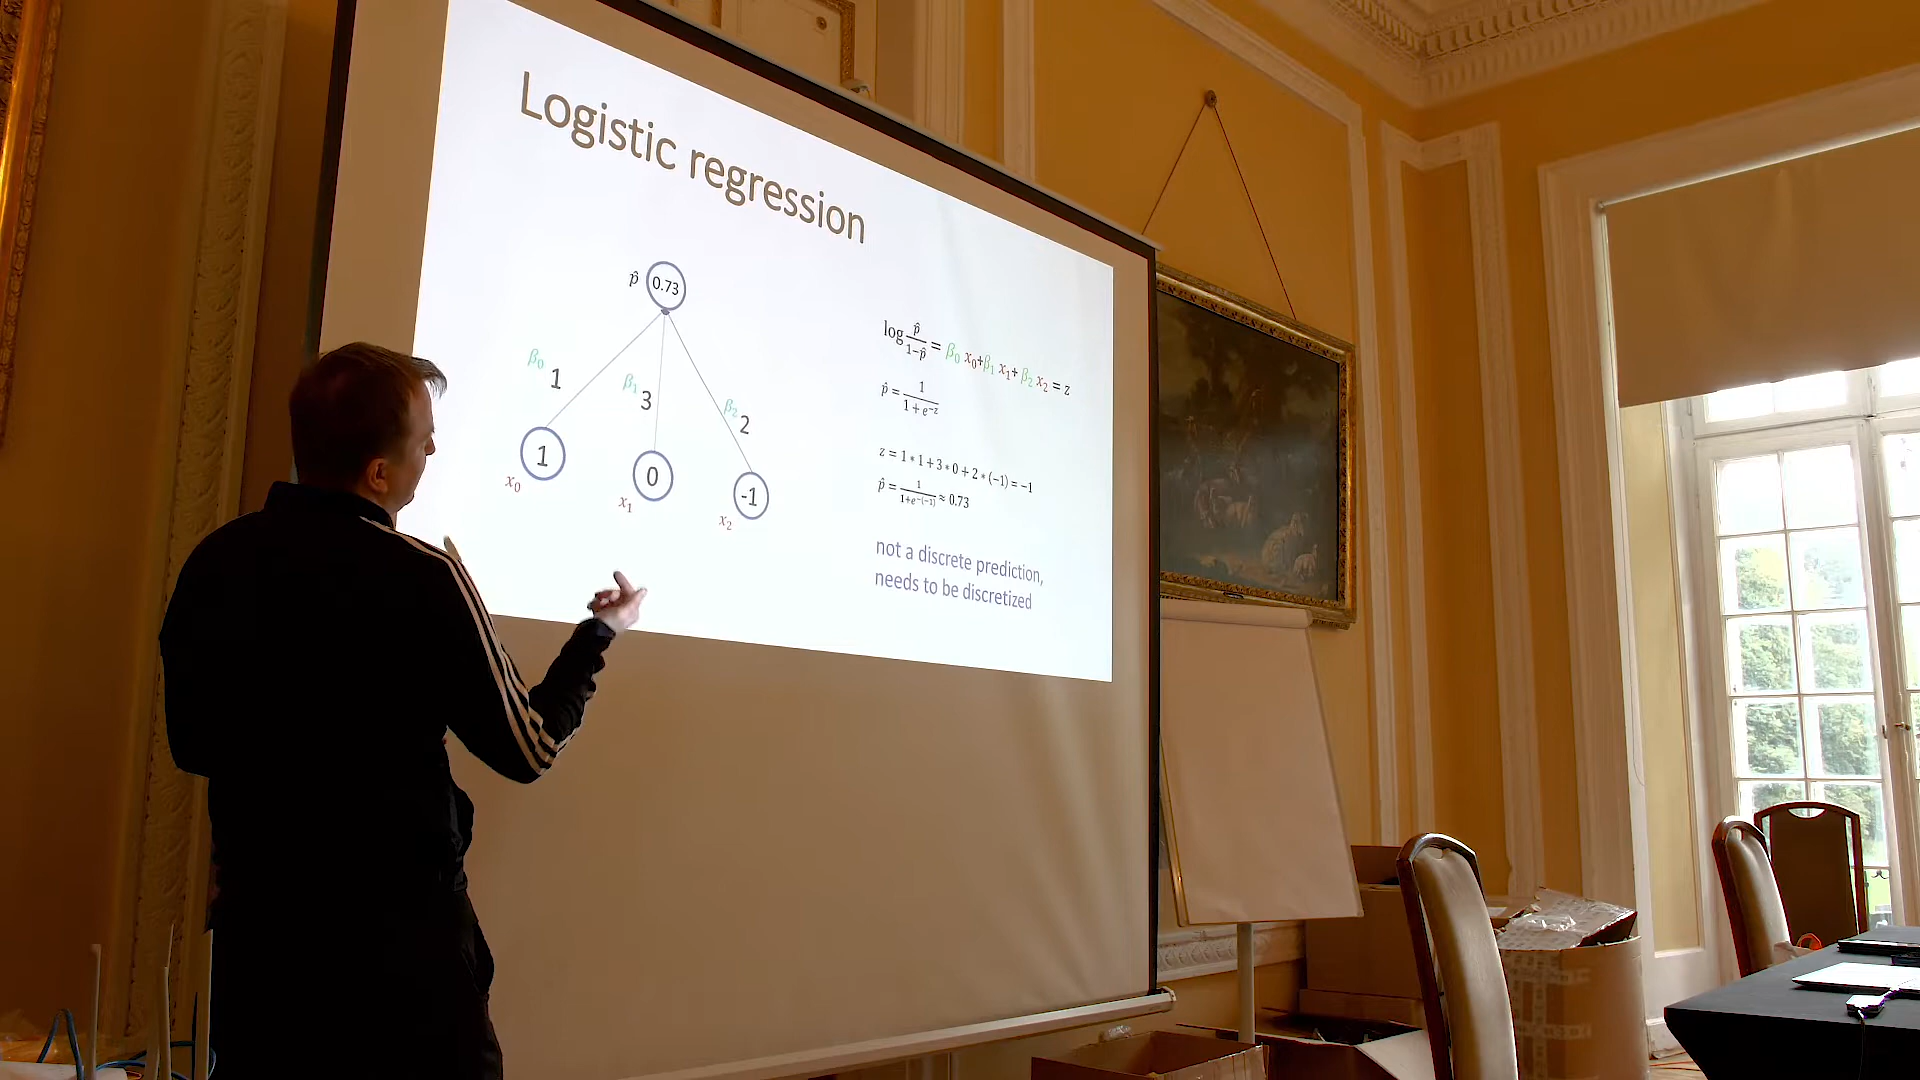 Logistic regression
p̂ 0.73
β₀ 1
β₁ 3
β₂ 2
1
0
-1
x₀
x₁
x₂
log p̂/(1−p̂) = β₀ x₀+β₁ x₁+ β₂ x₂ = z
p̂ = 1/(1 + e^(−z))
z = 1 * 1 + 3 * 0 + 2 * (−1) = −1
p̂ = 1/(1+e^(−(−1))) ≈ 0.73
not a discrete prediction,
needs to be discretized